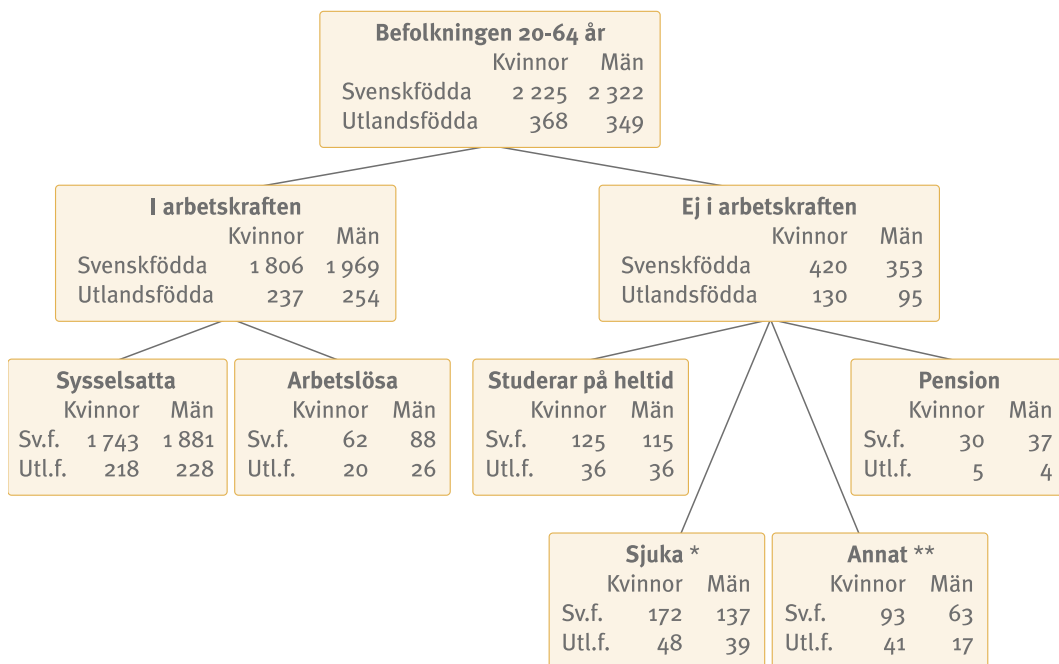 Befolkningen 20-64 år
Kvinnor Män
Svenskfödda 2 225 2 322
Utlandsfödda 368 349
I arbetskraften
Kvinnor Män
Svenskfödda 1 806 1 969
Utlandsfödda 237 254
Ej i arbetskraften
Kvinnor Män
Svenskfödda 420 353
Utlandsfödda 130 95
Sysselsatta
Kvinnor Män
Sv.f. 1 743 1 881
Utl.f. 218 228
Arbetslösa
Kvinnor Män
Sv.f. 62 88
Utl.f. 20 26
Studerar på heltid
Kvinnor Män
Sv.f. 125 115
Utl.f. 36 36
Pension
Kvinnor Män
Sv.f. 30 37
Utl.f. 5 4
Sjuka *
Kvinnor Män
Sv.f. 172 137
Utl.f. 48 39
Annat **
Kvinnor Män
Sv.f. 93 63
Utl.f. 41 17